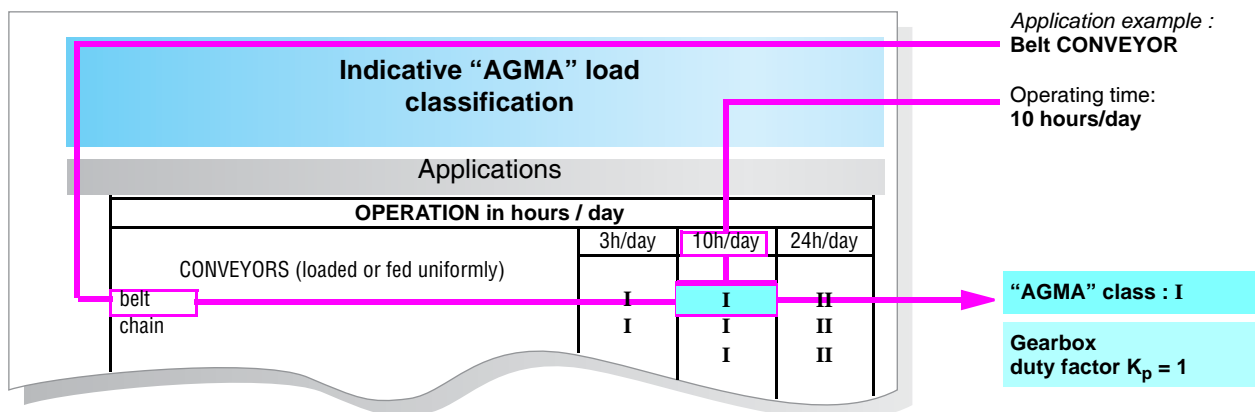 Application example :
Belt CONVEYOR
Indicative “AGMA” load
classification
Operating time:
10 hours/day
Applications
OPERATION in hours / day
3h/day 10h/day 24h/day
CONVEYORS (loaded or fed uniformly)
belt I I II
chain I I II
I II
“AGMA” class : I
Gearbox
duty factor Kp = 1